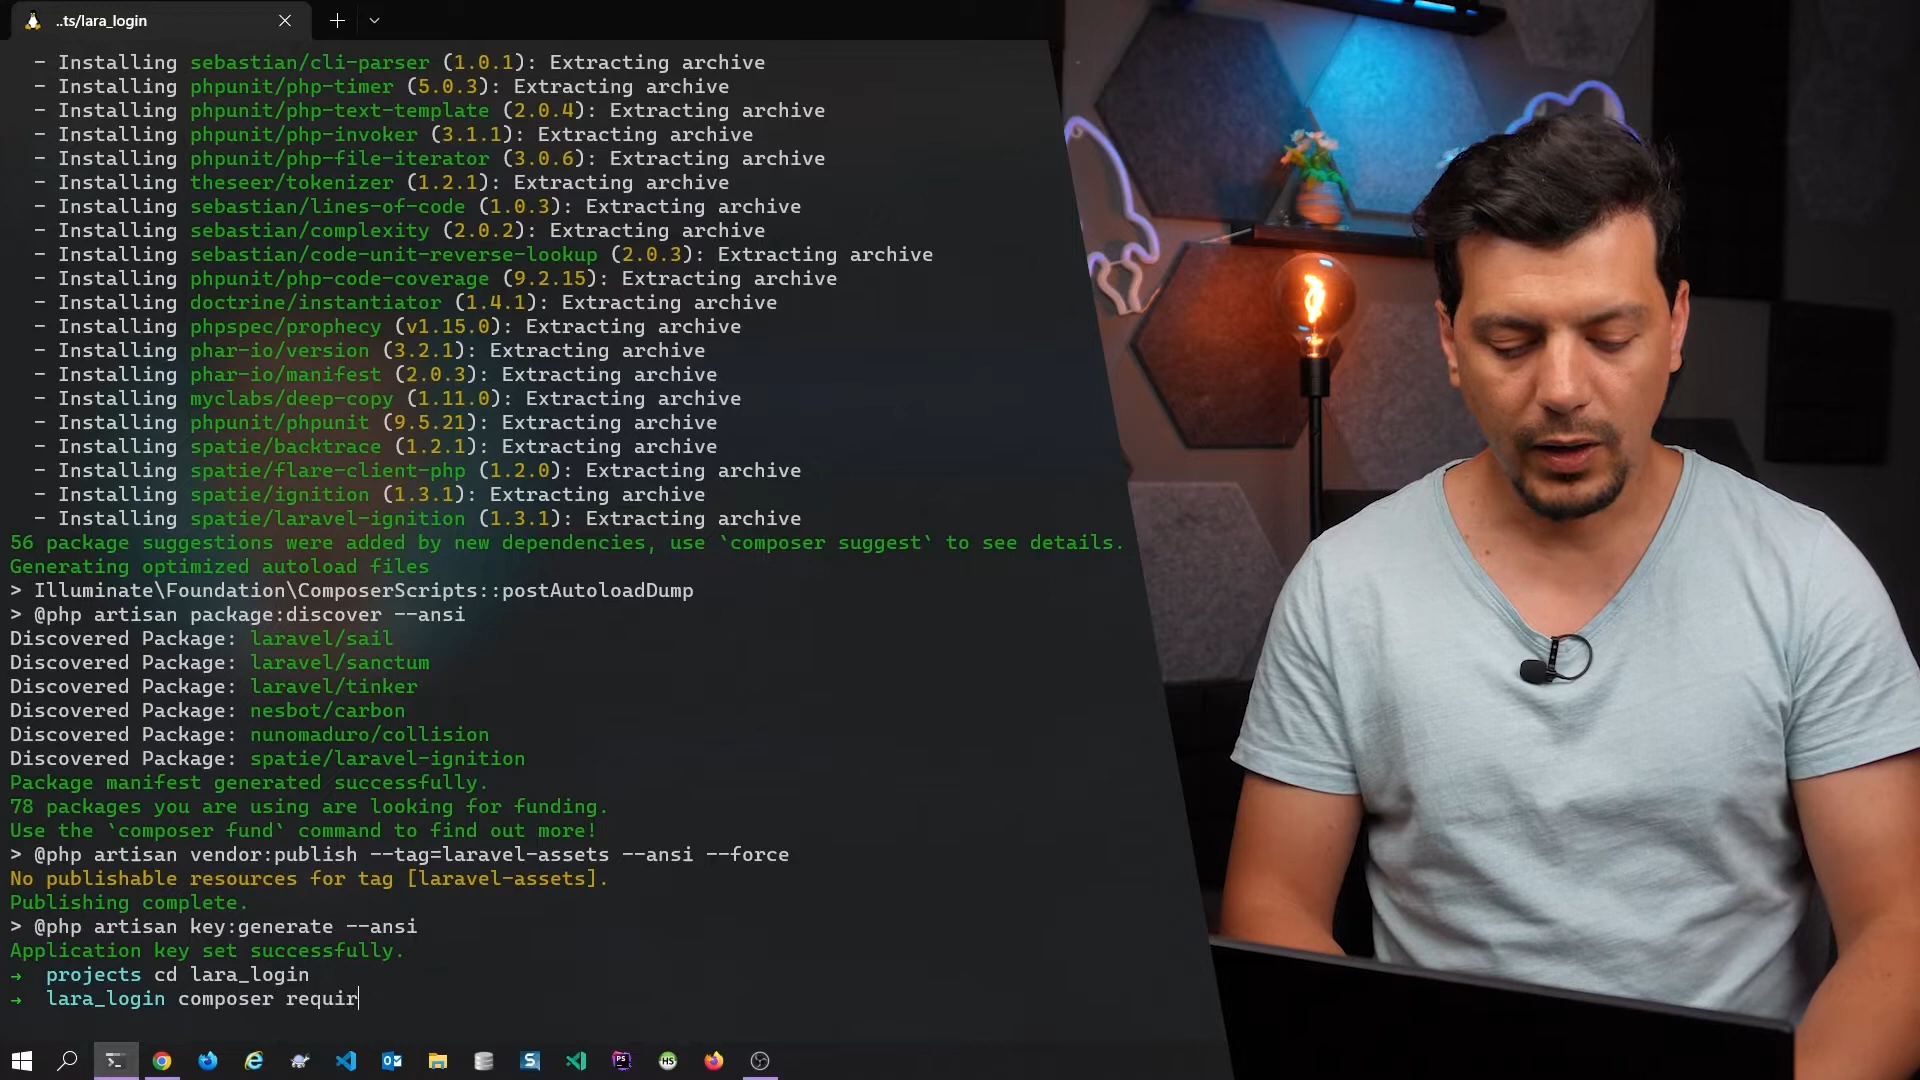 ..ts/lara_login
- Installing sebastian/cli-parser (1.0.1): Extracting archive
- Installing phpunit/php-timer (5.0.3): Extracting archive
- Installing phpunit/php-text-template (2.0.4): Extracting archive
- Installing phpunit/php-invoker (3.1.1): Extracting archive
- Installing phpunit/php-file-iterator (3.0.6): Extracting archive
- Installing theseer/tokenizer (1.2.1): Extracting archive
- Installing sebastian/lines-of-code (1.0.3): Extracting archive
- Installing sebastian/complexity (2.0.2): Extracting archive
- Installing sebastian/code-unit-reverse-lookup (2.0.3): Extracting archive
- Installing phpunit/php-code-coverage (9.2.15): Extracting archive
- Installing doctrine/instantiator (1.4.1): Extracting archive
- Installing phpspec/prophecy (v1.15.0): Extracting archive
- Installing phar-io/version (3.2.1): Extracting archive
- Installing phar-io/manifest (2.0.3): Extracting archive
- Installing myclabs/deep-copy (1.11.0): Extracting archive
- Installing phpunit/phpunit (9.5.21): Extracting archive
- Installing spatie/backtrace (1.2.1): Extracting archive
- Installing spatie/flare-client-php (1.2.0): Extracting archive
- Installing spatie/ignition (1.3.1): Extracting archive
- Installing spatie/laravel-ignition (1.3.1): Extracting archive
56 package suggestions were added by new dependencies, use `composer suggest` to see details.
Generating optimized autoload files
> Illuminate\Foundation\ComposerScripts::postAutoloadDump
> @php artisan package:discover --ansi
Discovered Package: laravel/sail
Discovered Package: laravel/sanctum
Discovered Package: laravel/tinker
Discovered Package: nesbot/carbon
Discovered Package: nunomaduro/collision
Discovered Package: spatie/laravel-ignition
Package manifest generated successfully.
78 packages you are using are looking for funding.
Use the `composer fund` command to find out more!
> @php artisan vendor:publish --tag=laravel-assets --ansi --force
No publishable resources for tag [laravel-assets].
Publishing complete.
> @php artisan key:generate --ansi
Application key set successfully.
→ projects cd lara_login
→ lara_login composer requir
PS
HS